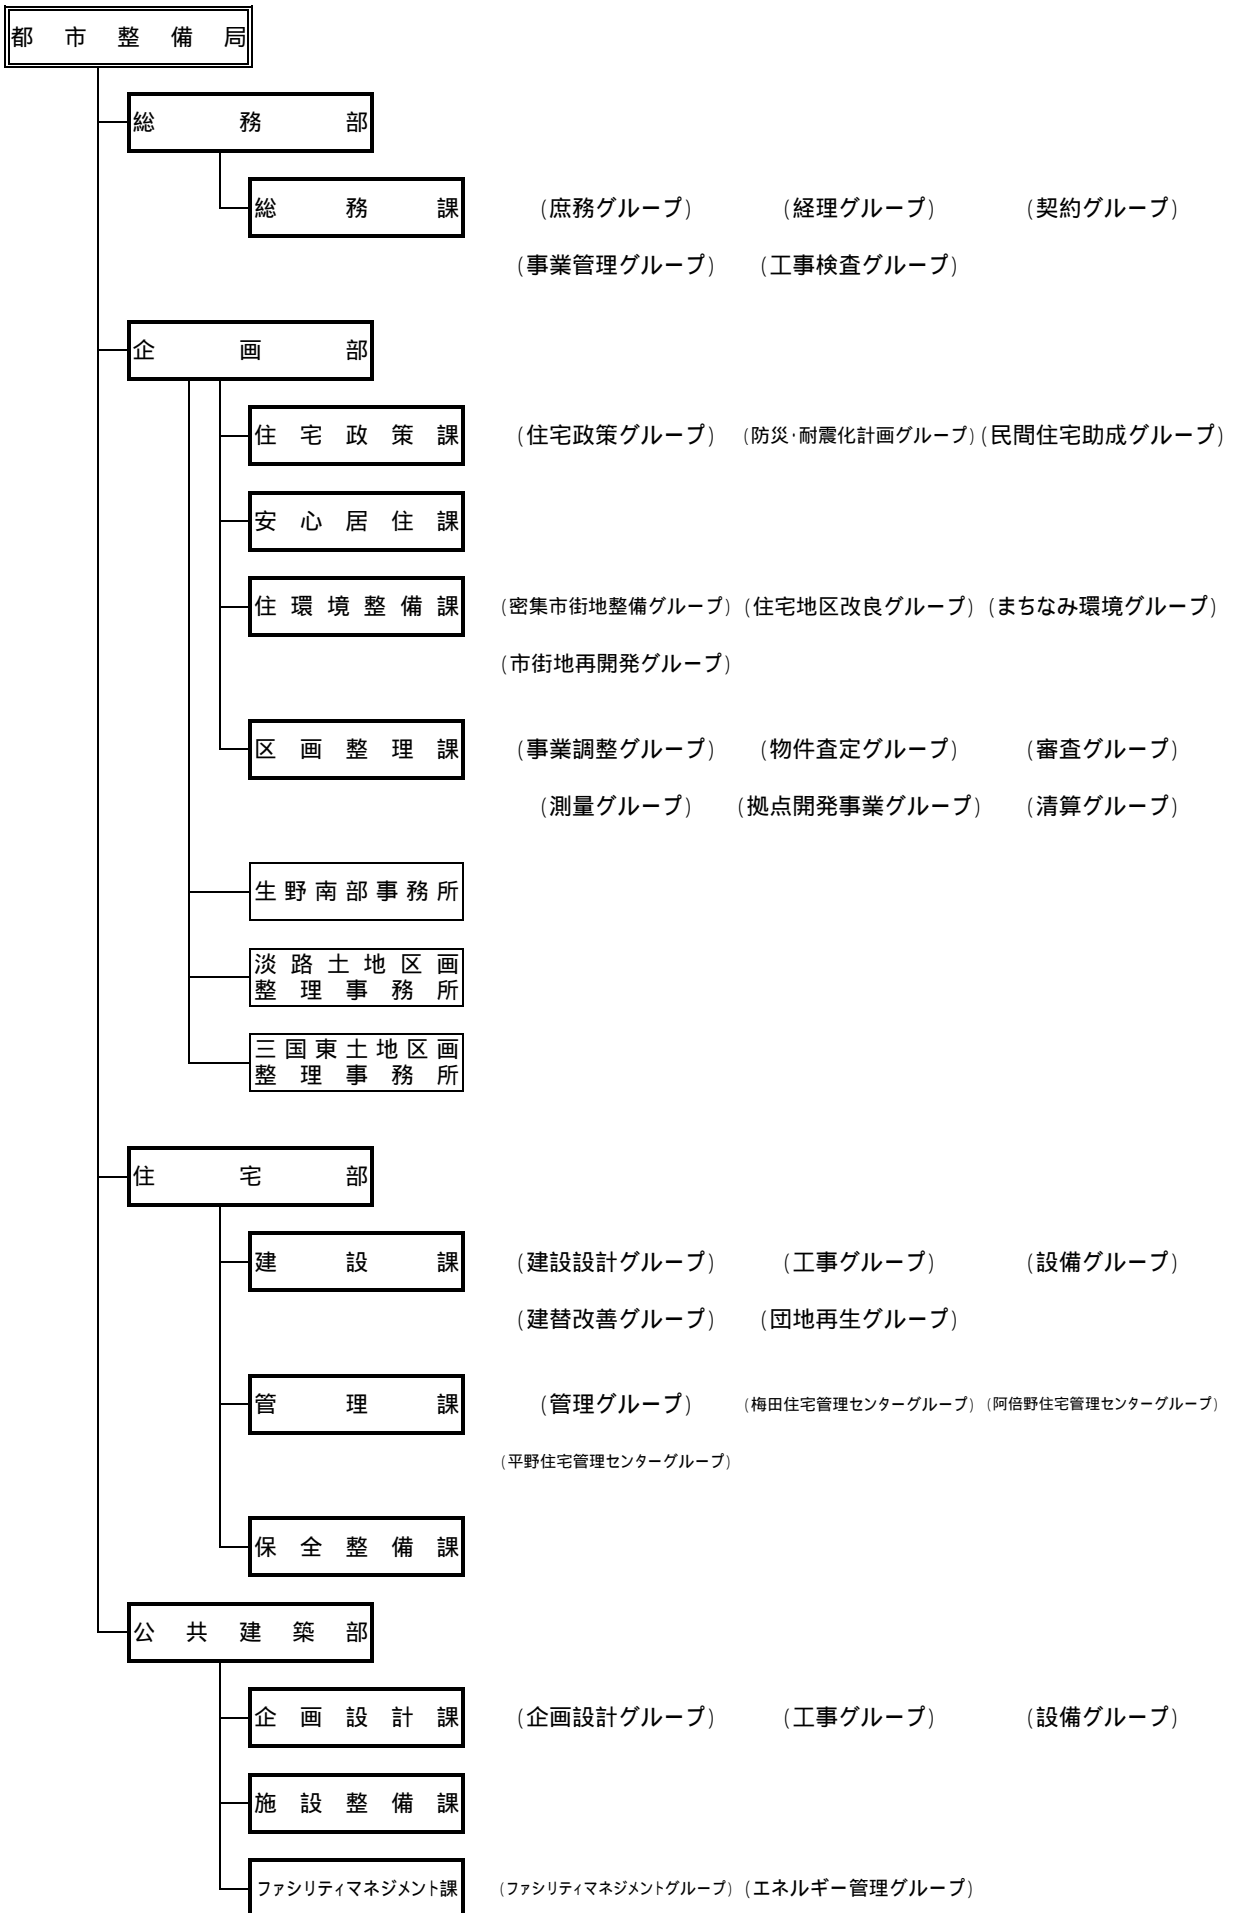 都市整備局
総務部
総務課 (庶務グループ) (経理グループ) (契約グループ)
(事業管理グループ) (工事検査グループ)
企画部
住宅政策課 (住宅政策グループ) (防災・耐震化計画グループ) (民間住宅助成グループ)
安心居住課
住環境整備課 (密集市街地整備グループ) (住宅地区改良グループ) (まちなみ環境グループ)
(市街地再開発グループ)
区画整理課 (事業調整グループ) (物件査定グループ) (審査グループ)
(測量グループ) (拠点開発事業グループ) (清算グループ)
生野南部事務所
淡路土地区画
整理事務所
三国東土地区画
整理事務所
住宅部
建設課 (建設設計グループ) (工事グループ) (設備グループ)
(建替改善グループ) (団地再生グループ)
管理課 (管理グループ) (梅田住宅管理センターグループ) (阿倍野住宅管理センターグループ)
(平野住宅管理センターグループ)
保全整備課
公共建築部
企画設計課 (企画設計グループ) (工事グループ) (設備グループ)
施設整備課
ファシリティマネジメント課 (ファシリティマネジメントグループ) (エネルギー管理グループ)